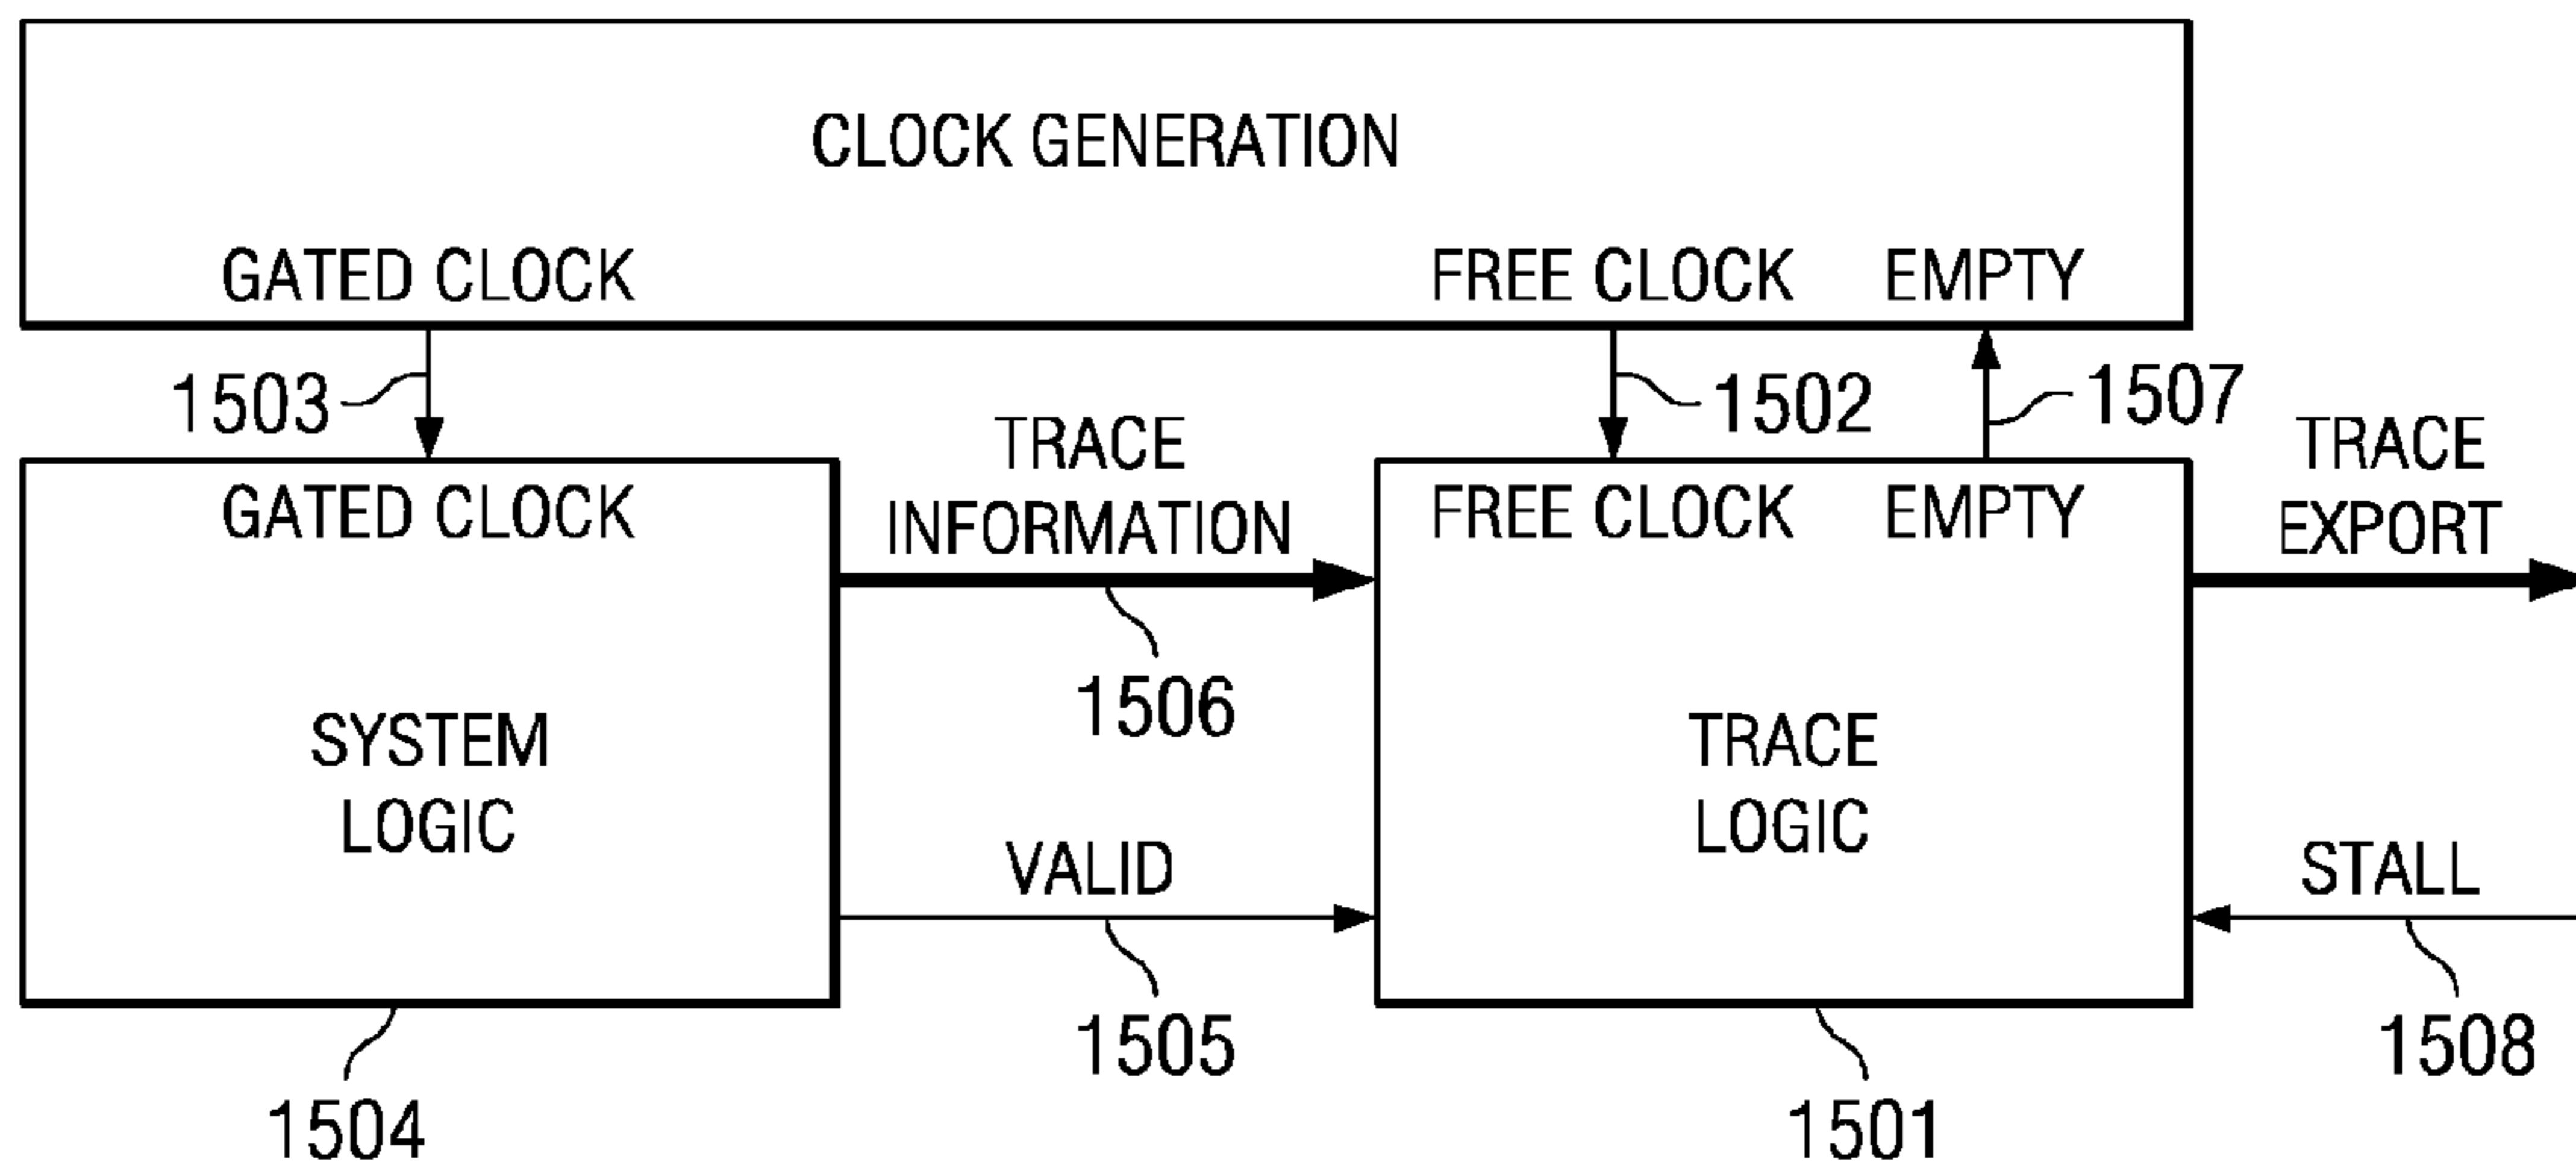 CLOCK GENERATION
GATED CLOCK
FREE CLOCK
EMPTY
1503
1502
1507
TRACE
INFORMATION
TRACE
EXPORT
GATED CLOCK
FREE CLOCK
EMPTY
1506
SYSTEM
LOGIC
TRACE
LOGIC
VALID
STALL
1505
1508
1504
1501